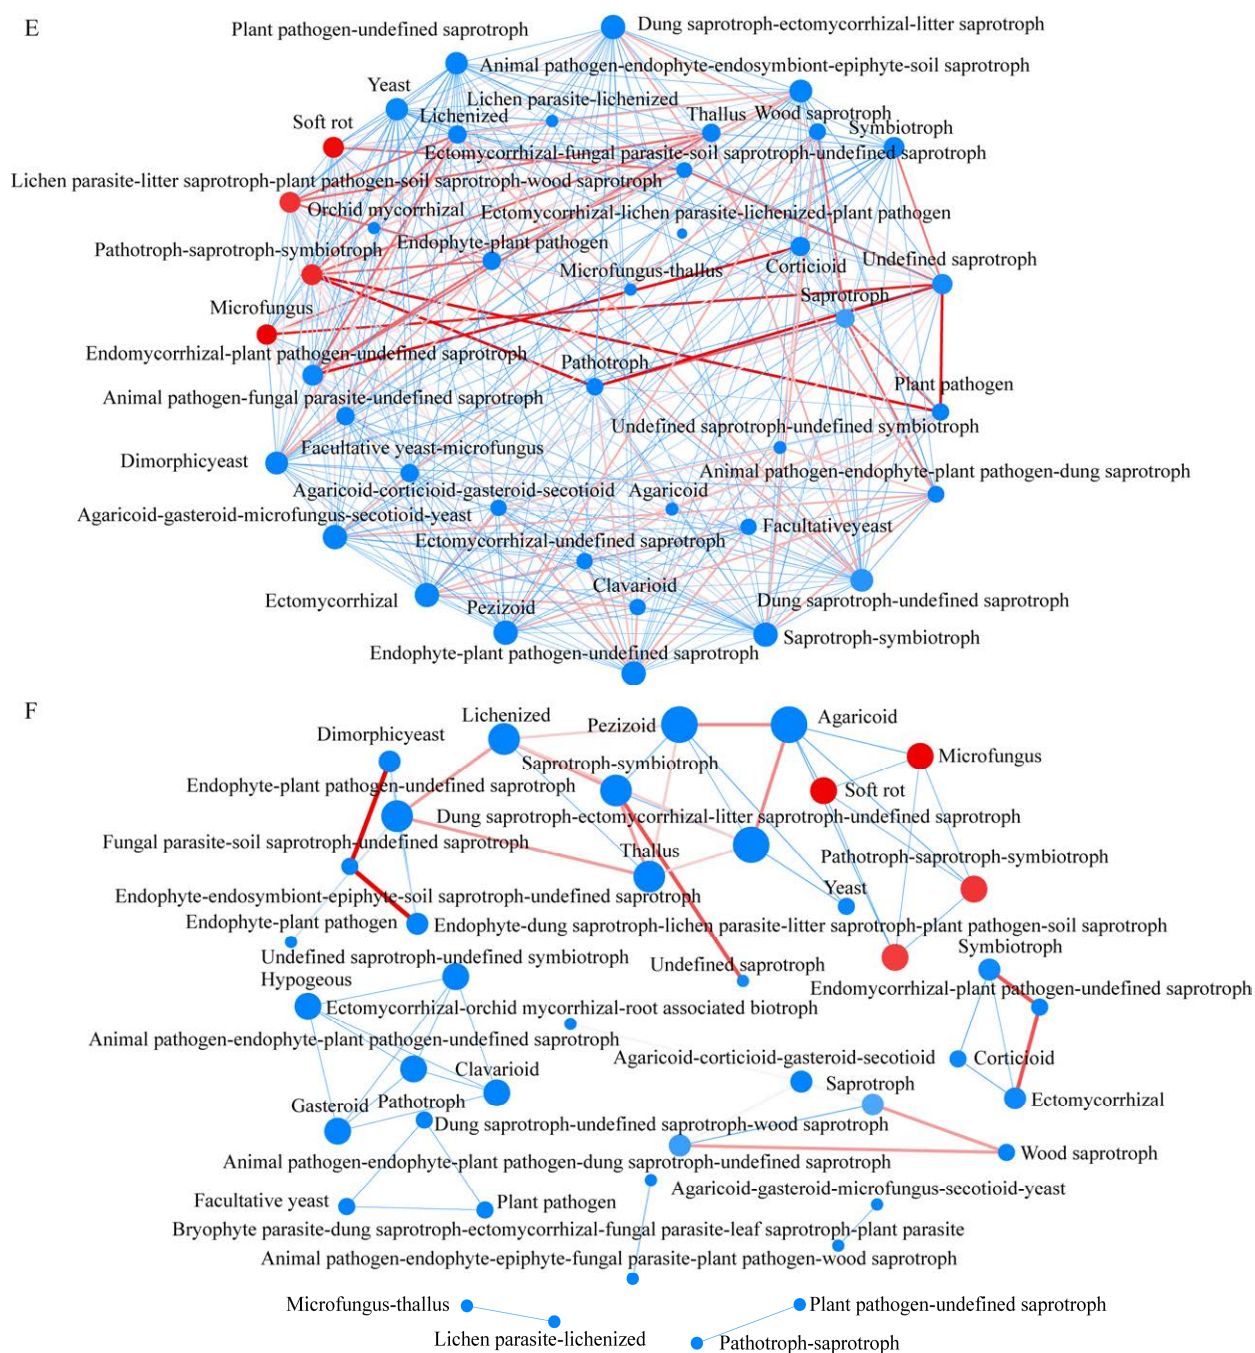 E
Dung saprotroph-ectomycorrhizal-litter saprotroph
Plant pathogen-undefined saprotroph
Animal pathogen-endophyte-endosymbiont-epiphyte-soil saprotroph
Yeast
Lichen parasite-lichenized
Lichenized
Thallus
Wood saprotroph
Soft rot
Symbiotroph
Ectomycorrhizal-fungal parasite-soil saprotroph-undefined saprotroph
Lichen parasite-litter saprotroph-plant pathogen-soil saprotroph-wood saprotroph
Orchid mycorrhizal
Ectomycorrhizal-lichen parasite-lichenized-plant pathogen
Pathotroph-saprotroph-symbiotroph
Endophyte-plant pathogen
Microfungus-thallus
Corticioid
Undefined saprotroph
Saprotroph
Microfungus
Endomycorrhizal-plant pathogen-undefined saprotroph
Pathotroph
Plant pathogen
Animal pathogen-fungal parasite-undefined saprotroph
Undefined saprotroph-undefined symbiotroph
Dimorphicyeast
Facultative yeast-microfungus
Animal pathogen-endophyte-plant pathogen-dung saprotroph
Agaricoid-corticioid-gasteroid-secotioid
Agaricoid
Agaricoid-gasteroid-microfungus-secotioid-yeast
Facultativeyeast
Ectomycorrhizal-undefined saprotroph
Clavarioid
Ectomycorrhizal
Pezizoid
Dung saprotroph-undefined saprotroph
Saprotroph-symbiotroph
Endophyte-plant pathogen-undefined saprotroph
F
Lichenized
Pezizoid
Agaricoid
Dimorphicyeast
Microfungus
Saprotroph-symbiotroph
Endophyte-plant pathogen-undefined saprotroph
Soft rot
Dung saprotroph-ectomycorrhizal-litter saprotroph-undefined saprotroph
Fungal parasite-soil saprotroph-undefined saprotroph
Thallus
Pathotroph-saprotroph-symbiotroph
Yeast
Endophyte-endosymbiont-epiphyte-soil saprotroph-undefined saprotroph
Endophyte-plant pathogen
Endophyte-dung saprotroph-lichen parasite-litter saprotroph-plant pathogen-soil saprotroph
Symbiotroph
Undefined saprotroph-undefined symbiotroph
Undefined saprotroph
Hypogeous
Endomycorrhizal-plant pathogen-undefined saprotroph
Ectomycorrhizal-orchid mycorrhizal-root associated biotroph
Animal pathogen-endophyte-plant pathogen-undefined saprotroph
Agaricoid-corticioid-gasteroid-secotioid
Corticioid
Clavarioid
Saprotroph
Ectomycorrhizal
Gasteroid
Pathotroph
Dung saprotroph-undefined saprotroph-wood saprotroph
Wood saprotroph
Animal pathogen-endophyte-plant pathogen-dung saprotroph-undefined saprotroph
Agaricoid-gasteroid-microfungus-secotioid-yeast
Facultative yeast
Plant pathogen
Bryophyte parasite-dung saprotroph-ectomycorrhizal-fungal parasite-leaf saprotroph-plant parasite
Animal pathogen-endophyte-epiphyte-fungal parasite-plant pathogen-wood saprotroph
Microfungus-thallus
Plant pathogen-undefined saprotroph
Lichen parasite-lichenized
Pathotroph-saprotroph